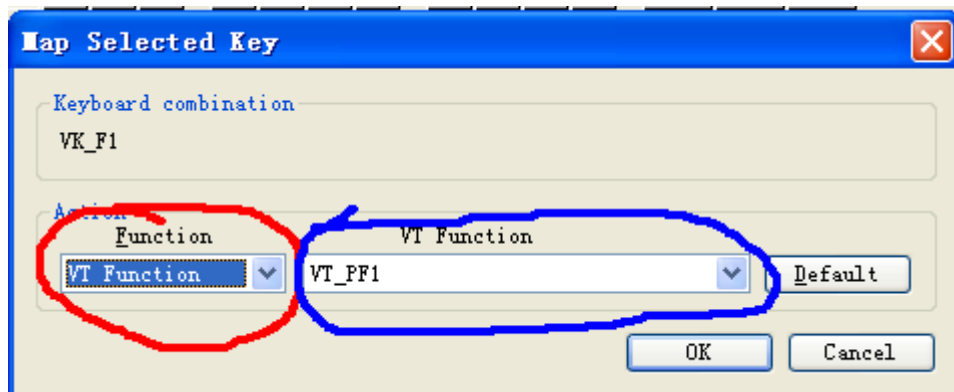 Map Selected Key
Keyboard combination
VK_F1
Action
Function VT Function
VT Function VT_PF1 Default
OK Cancel